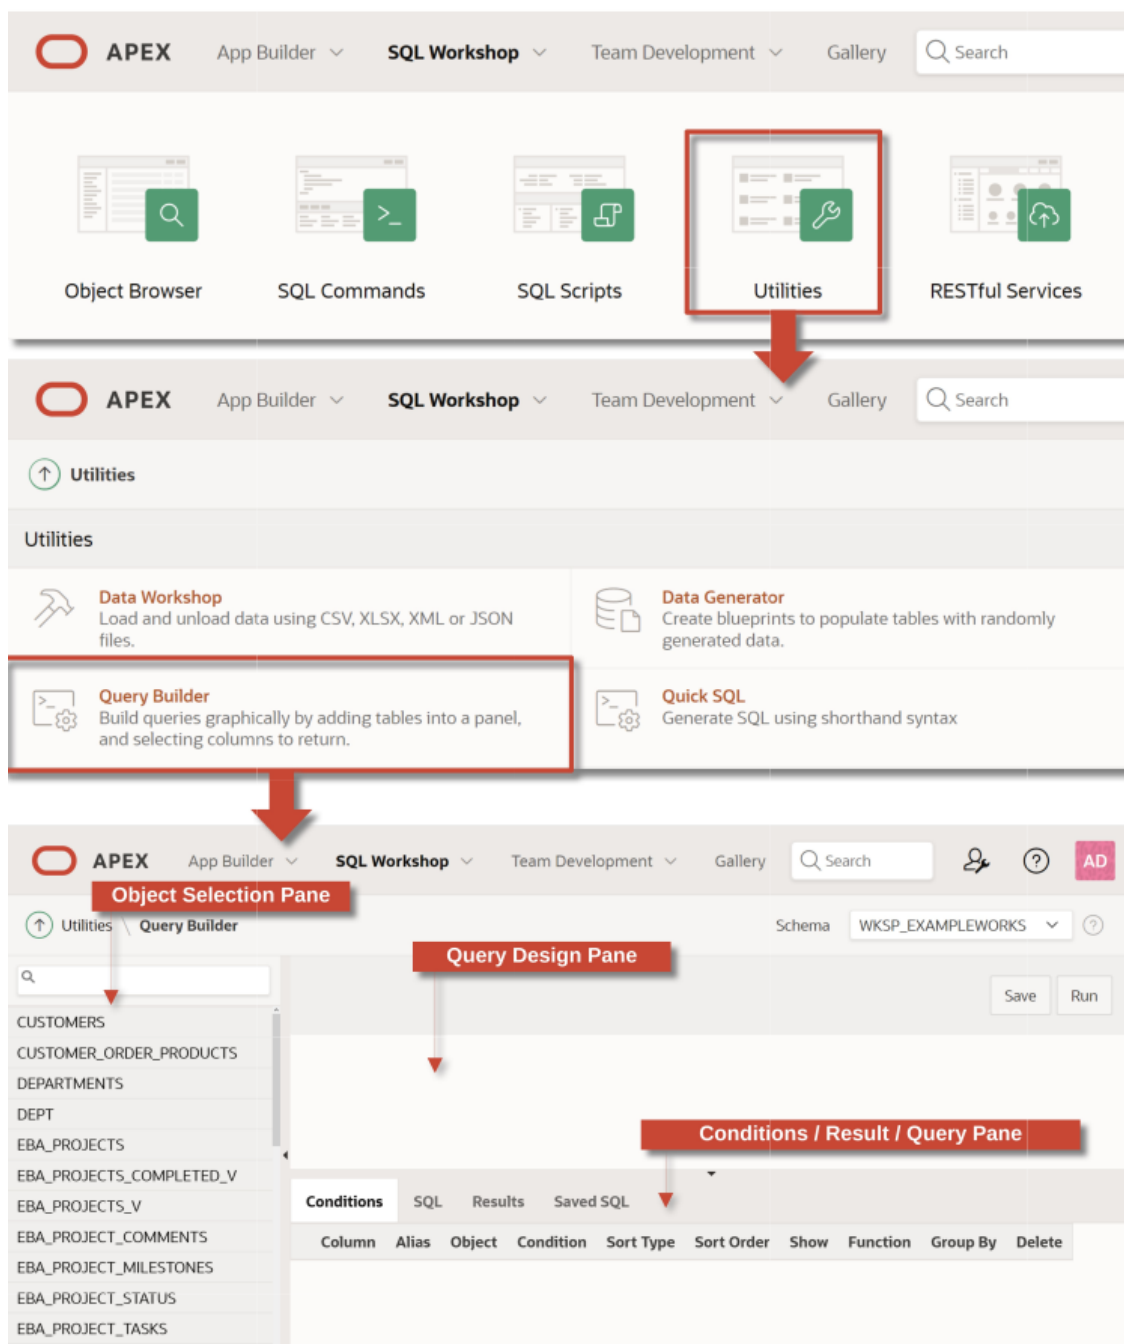 APEX App Builder SQL Workshop Team Development Gallery Search
Object Browser SQL Commands SQL Scripts Utilities RESTful Services
APEX App Builder SQL Workshop Team Development Gallery Search
Utilities
Utilities
Data Workshop
Load and unload data using CSV, XLSX, XML or JSON
files.
Data Generator
Create blueprints to populate tables with randomly
generated data.
Query Builder
Build queries graphically by adding tables into a panel,
and selecting columns to return.
Quick SQL
Generate SQL using shorthand syntax
APEX App Builder SQL Workshop Team Development Gallery Search AD
Object Selection Pane
Utilities \ Query Builder Schema WKSP_EXAMPLEWORKS
Query Design Pane
Save Run
CUSTOMERS
CUSTOMER_ORDER_PRODUCTS
DEPARTMENTS
DEPT
EBA_PROJECTS
EBA_PROJECTS_COMPLETED_V
EBA_PROJECTS_V
EBA_PROJECT_COMMENTS
EBA_PROJECT_MILESTONES
EBA_PROJECT_STATUS
EBA_PROJECT_TASKS
Conditions / Result / Query Pane
Conditions SQL Results Saved SQL
Column Alias Object Condition Sort Type Sort Order Show Function Group By Delete